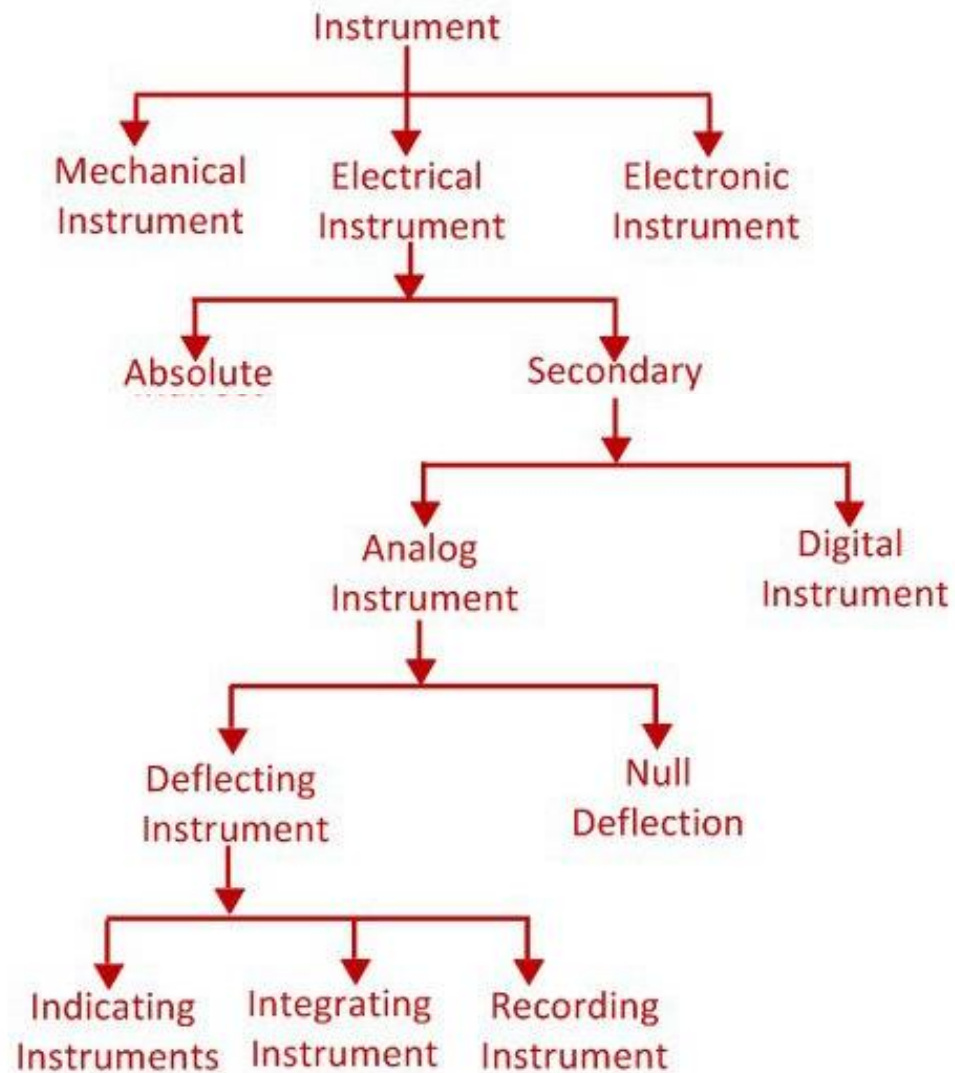 Instrument
Mechanical
Instrument
Electrical
Instrument
Electronic
Instrument
Absolute
Secondary
Analog
Instrument
Digital
Instrument
Deflecting
Instrument
Null
Deflection
Indicating
Instruments
Integrating
Instrument
Recording
Instrument